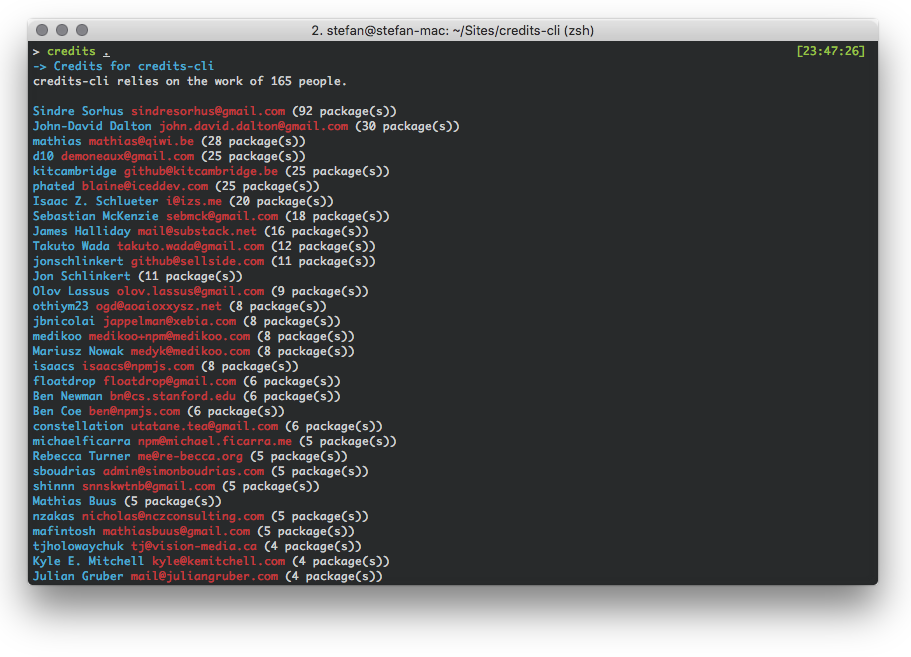 2. stefan@stefan-mac: ~/Sites/credits-cli (zsh)
> credits . [23:47:26]
-> Credits for credits-cli
credits-cli relies on the work of 165 people.
Sindre Sorhus sindresorhus@gmail.com (92 package(s))
John-David Dalton john.david.dalton@gmail.com (30 package(s))
mathias mathias@qiwi.be (28 package(s))
d10 demoneaux@gmail.com (25 package(s))
kitcambridge github@kitcambridge.be (25 package(s))
phated blaine@iceddev.com (25 package(s))
Isaac Z. Schlueter i@izs.me (20 package(s))
Sebastian McKenzie sebmck@gmail.com (18 package(s))
James Halliday mail@substack.net (16 package(s))
Takuto Wada takuto.wada@gmail.com (12 package(s))
jonschlinkert github@sellside.com (11 package(s))
Jon Schlinkert (11 package(s))
Olov Lassus olov.lassus@gmail.com (9 package(s))
othiym23 ogd@aoaioxxysz.net (8 package(s))
jbnicolai jappelman@xebia.com (8 package(s))
medikoo medikoo+npm@medikoo.com (8 package(s))
Mariusz Nowak medyk@medikoo.com (8 package(s))
isaacs isaacs@npmjs.com (8 package(s))
floatdrop floatdrop@gmail.com (6 package(s))
Ben Newman bn@cs.stanford.edu (6 package(s))
Ben Coe ben@npmjs.com (6 package(s))
constellation utatane.tea@gmail.com (6 package(s))
michaelficarra npm@michael.ficarra.me (5 package(s))
Rebecca Turner me@re-becca.org (5 package(s))
sboudrias admin@simonboudrias.com (5 package(s))
shinnn snnskwtnb@gmail.com (5 package(s))
Mathias Buus (5 package(s))
nzakas nicholas@nczconsulting.com (5 package(s))
mafintosh mathiasbuus@gmail.com (5 package(s))
tjholowaychuk tj@vision-media.ca (4 package(s))
Kyle E. Mitchell kyle@kemitchell.com (4 package(s))
Julian Gruber mail@juliangruber.com (4 package(s))